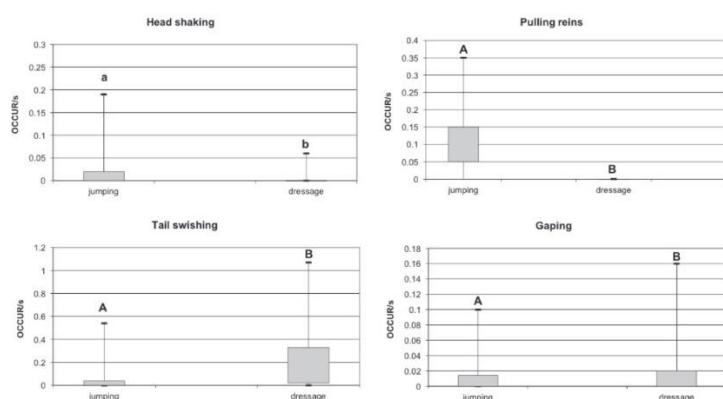 Head shaking
0.3
0.25
0.2
0.15
0.1
0.05
0
OCCUR/s
a
b
jumping
dressage
Pulling reins
0.4
0.35
0.3
0.25
0.2
0.15
0.1
0.05
0
OCCUR/s
A
B
jumping
dressage
Tail swishing
1.2
1
0.8
0.6
0.4
0.2
0
OCCUR/s
A
B
jumping
dressage
Gaping
0.18
0.16
0.14
0.12
0.1
0.08
0.06
0.04
0.02
0
OCCUR/s
A
B
jumping
dressage